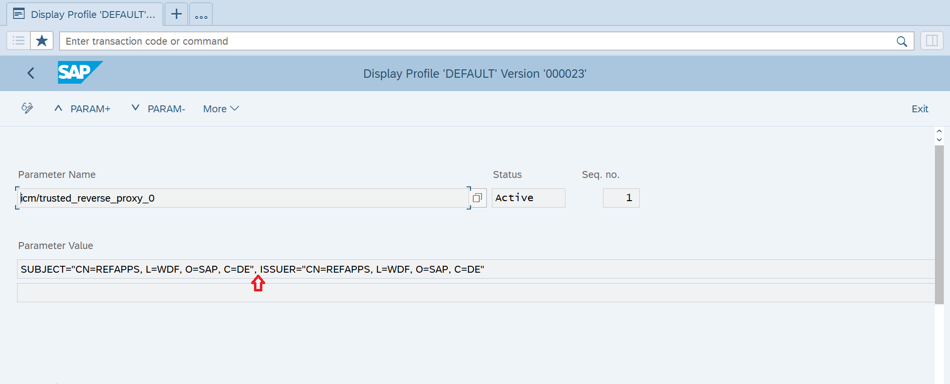 Display Profile 'DEFAULT'...
Enter transaction code or command
SAP
Display Profile 'DEFAULT' Version '000023'
PARAM+ PARAM- More Exit
Parameter Name Status Seq. no.
icm/trusted_reverse_proxy_0 Active 1
Parameter Value
SUBJECT="CN=REFAPPS, L=WDF, O=SAP, C=DE", ISSUER="CN=REFAPPS, L=WDF, O=SAP, C=DE"